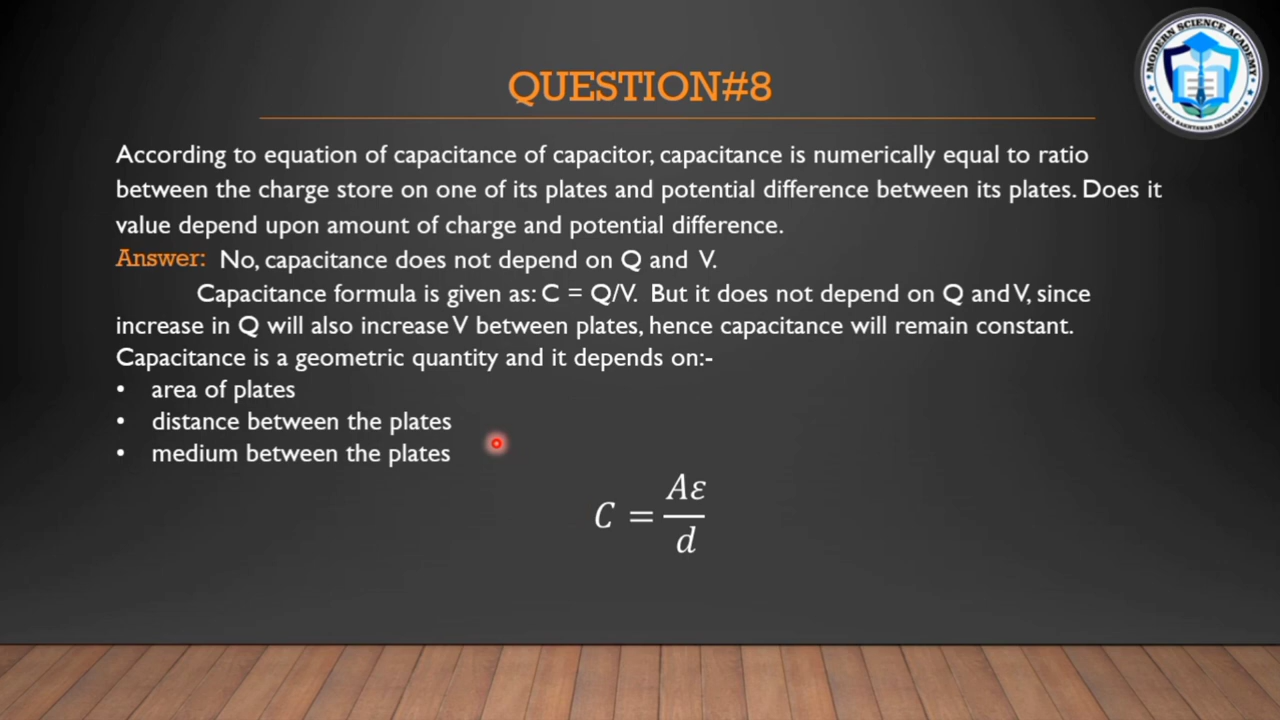 MODERN SCIENCE ACADEMY
CHATHA BAKHTAWAR ISLAMABAD
QUESTION#8
According to equation of capacitance of capacitor, capacitance is numerically equal to ratio
between the charge store on one of its plates and potential difference between its plates. Does it
value depend upon amount of charge and potential difference.
Answer: No, capacitance does not depend on Q and V.
Capacitance formula is given as: C = Q/V. But it does not depend on Q and V, since
increase in Q will also increase V between plates, hence capacitance will remain constant.
Capacitance is a geometric quantity and it depends on:-
• area of plates
• distance between the plates
• medium between the plates
C = Aε / d